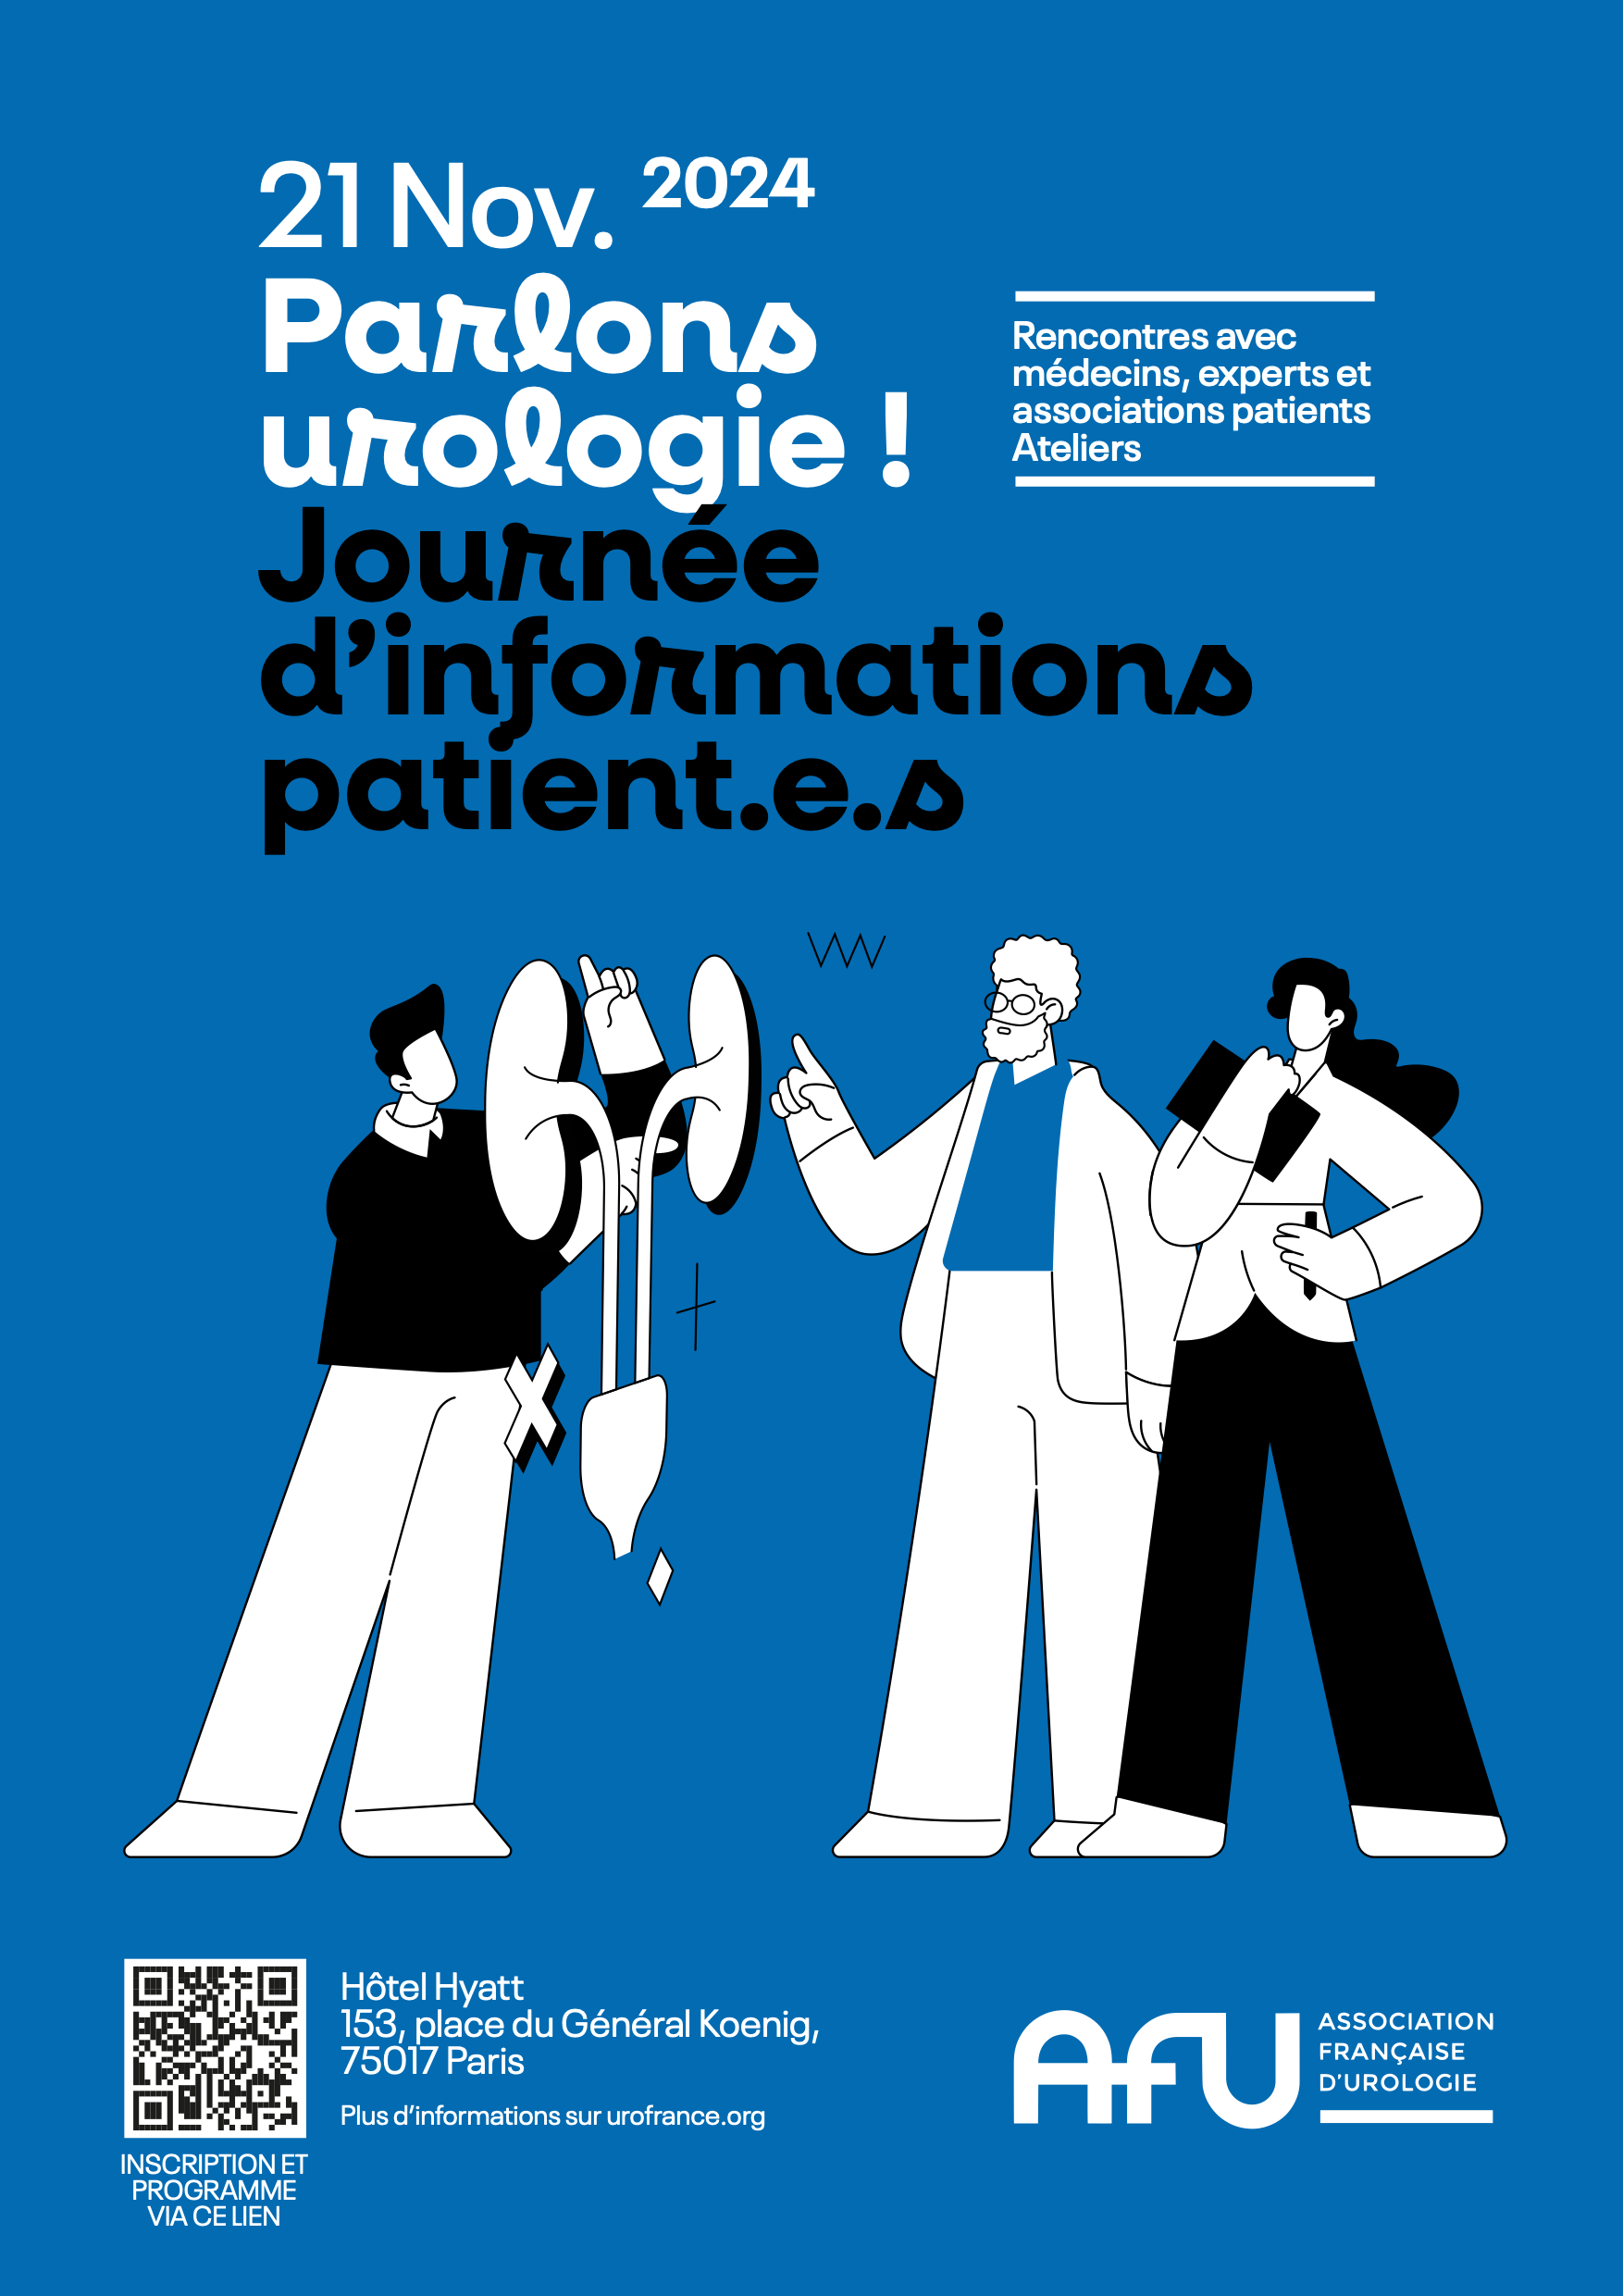 21 Nov. 2024
Parlons
urologie !
Journée
d’informations
patient.e.s
Rencontres avec
médecins, experts et
associations patients
Ateliers
INSCRIPTION ET
PROGRAMME
VIA CE LIEN
Hôtel Hyatt
153, place du Général Koenig,
75017 Paris
Plus d’informations sur urofrance.org
AfU
ASSOCIATION
FRANÇAISE
D’UROLOGIE